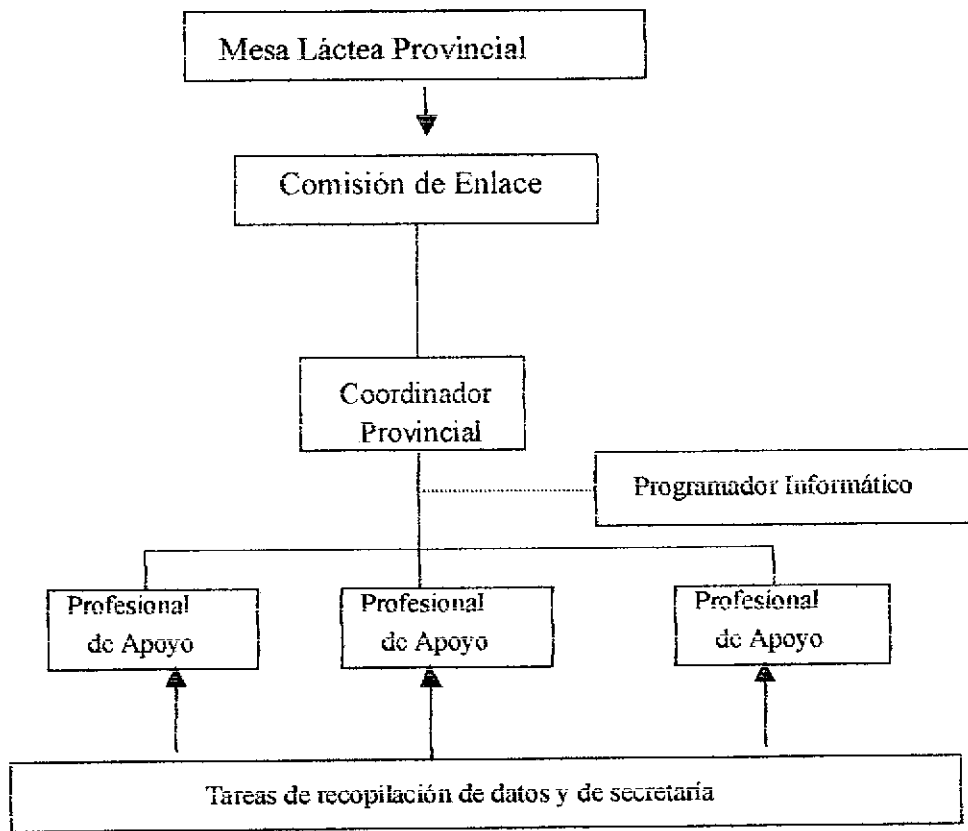 Mesa Láctea Provincial
Comisión de Enlace
Coordinador
Provincial
Programador Informático
Profesional
de Apoyo
Profesional
de Apoyo
Profesional
de Apoyo
Tareas de recopilación de datos y de secretaría